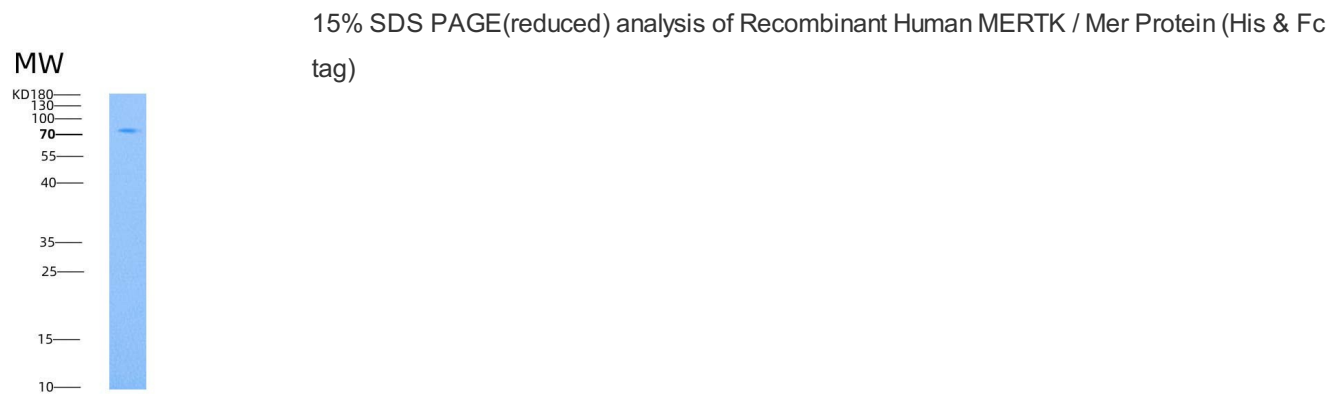 15% SDS PAGE(reduced) analysis of Recombinant Human MERTK / Mer Protein (His & Fc
tag)
MW
KD180
130
100
70
55
40
35
25
15
10